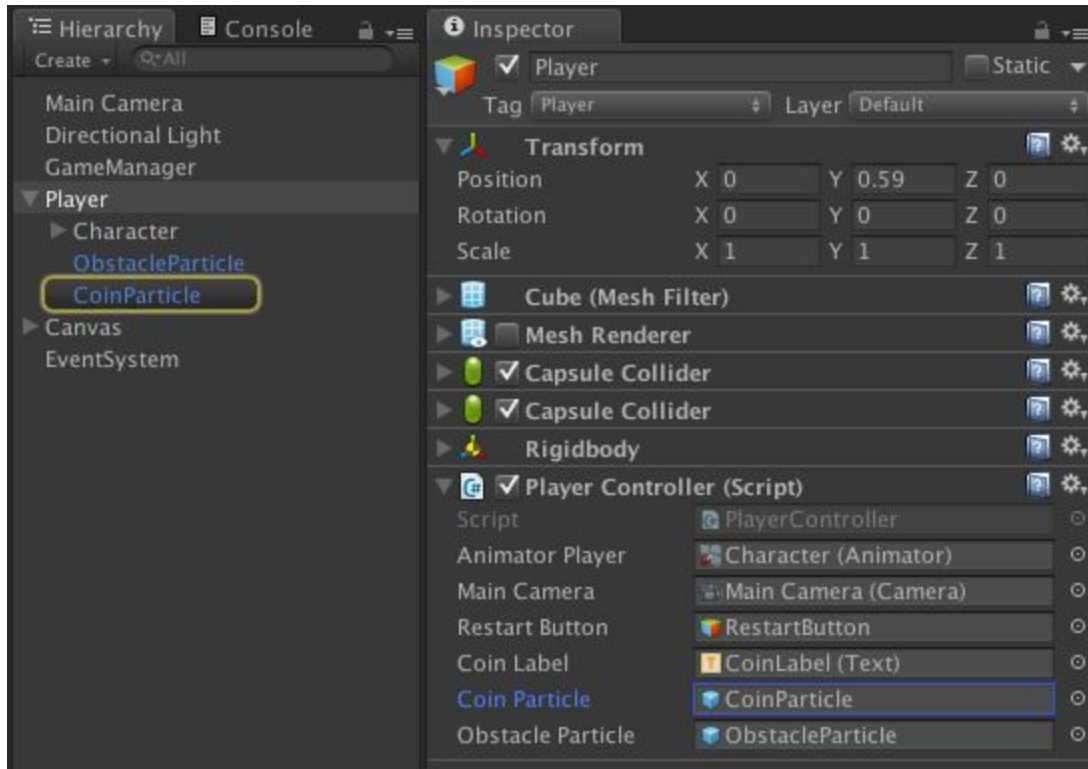 Hierarchy
Console
Create
All
Main Camera
Directional Light
GameManager
Player
Character
ObstacleParticle
CoinParticle
Canvas
EventSystem
Inspector
Player
Static
Tag Player Layer Default
Transform
Position X 0 Y 0.59 Z 0
Rotation X 0 Y 0 Z 0
Scale X 1 Y 1 Z 1
Cube (Mesh Filter)
Mesh Renderer
Capsule Collider
Capsule Collider
Rigidbody
Player Controller (Script)
Script PlayerController
Animator Player Character (Animator)
Main Camera Main Camera (Camera)
Restart Button RestartButton
Coin Label CoinLabel (Text)
Coin Particle CoinParticle
Obstacle Particle ObstacleParticle